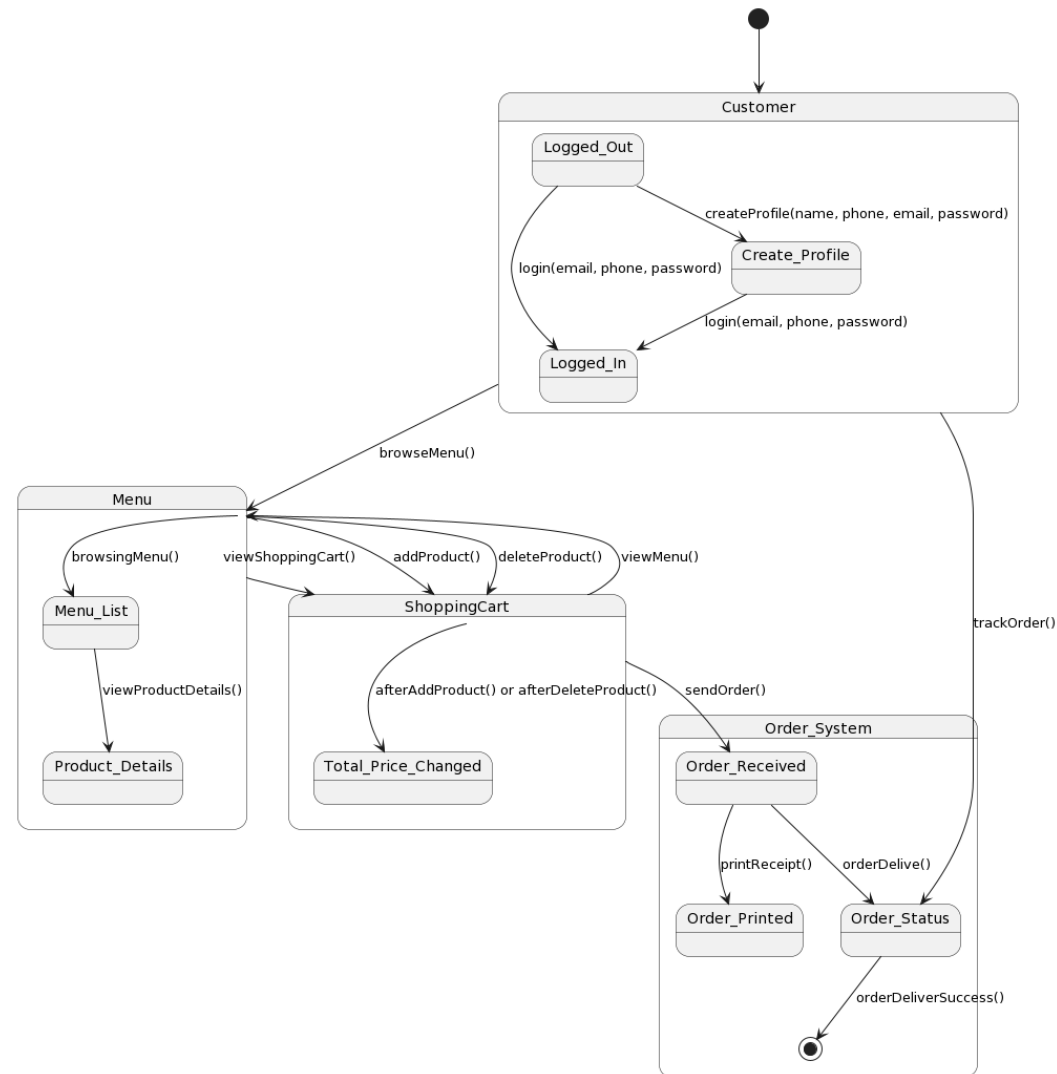 Customer
Logged_Out
createProfile(name, phone, email, password)
Create_Profile
login(email, phone, password)
login(email, phone, password)
Logged_In
browseMenu()
Menu
browsingMenu()
viewShoppingCart()
addProduct()
deleteProduct()
viewMenu()
Menu_List
ShoppingCart
trackOrder()
viewProductDetails()
afterAddProduct() or afterDeleteProduct()
sendOrder()
Order_System
Product_Details
Total_Price_Changed
Order_Received
printReceipt()
orderDelive()
Order_Printed
Order_Status
orderDeliverSuccess()